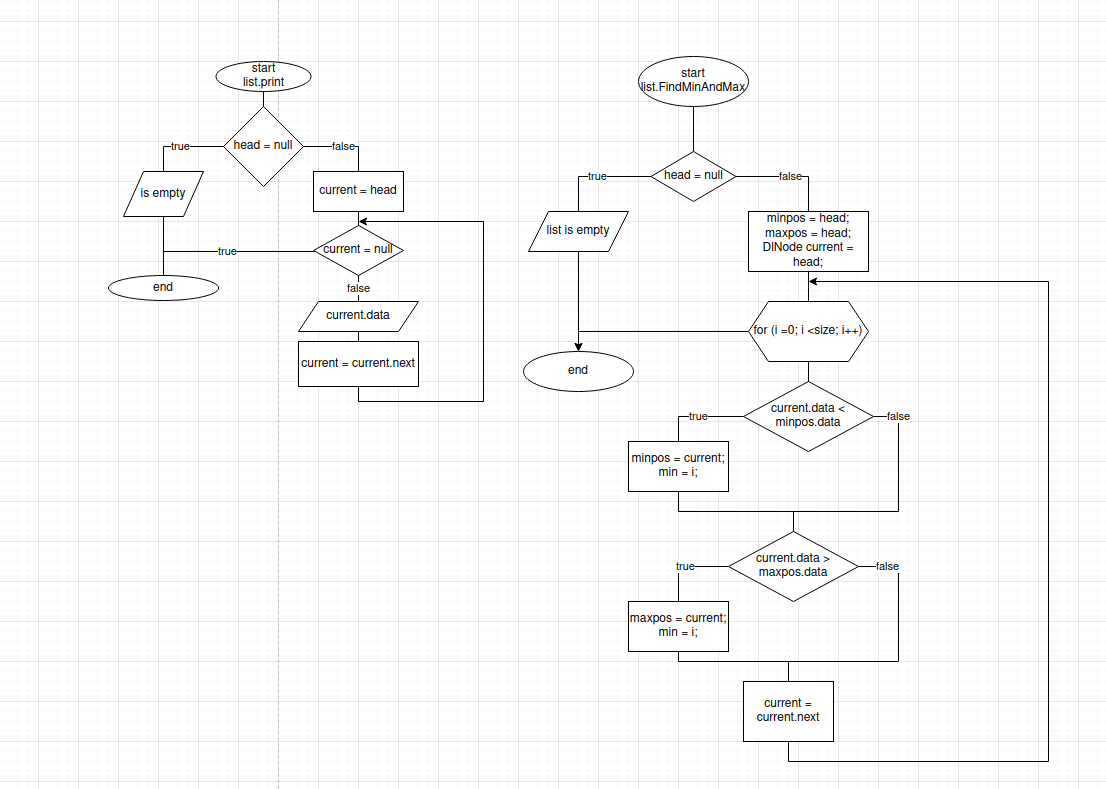 start
list.print
head = null
true
false
is empty
current = head
current = null
true
end
false
current.data
current = current.next
start
list.FindMinAndMax
head = null
true
false
list is empty
minpos = head;
maxpos = head;
DlNode current =
head;
for (i =0; i <size; i++)
end
current.data <
minpos.data
true
false
minpos = current;
min = i;
current.data >
maxpos.data
true
false
maxpos = current;
min = i;
current =
current.next